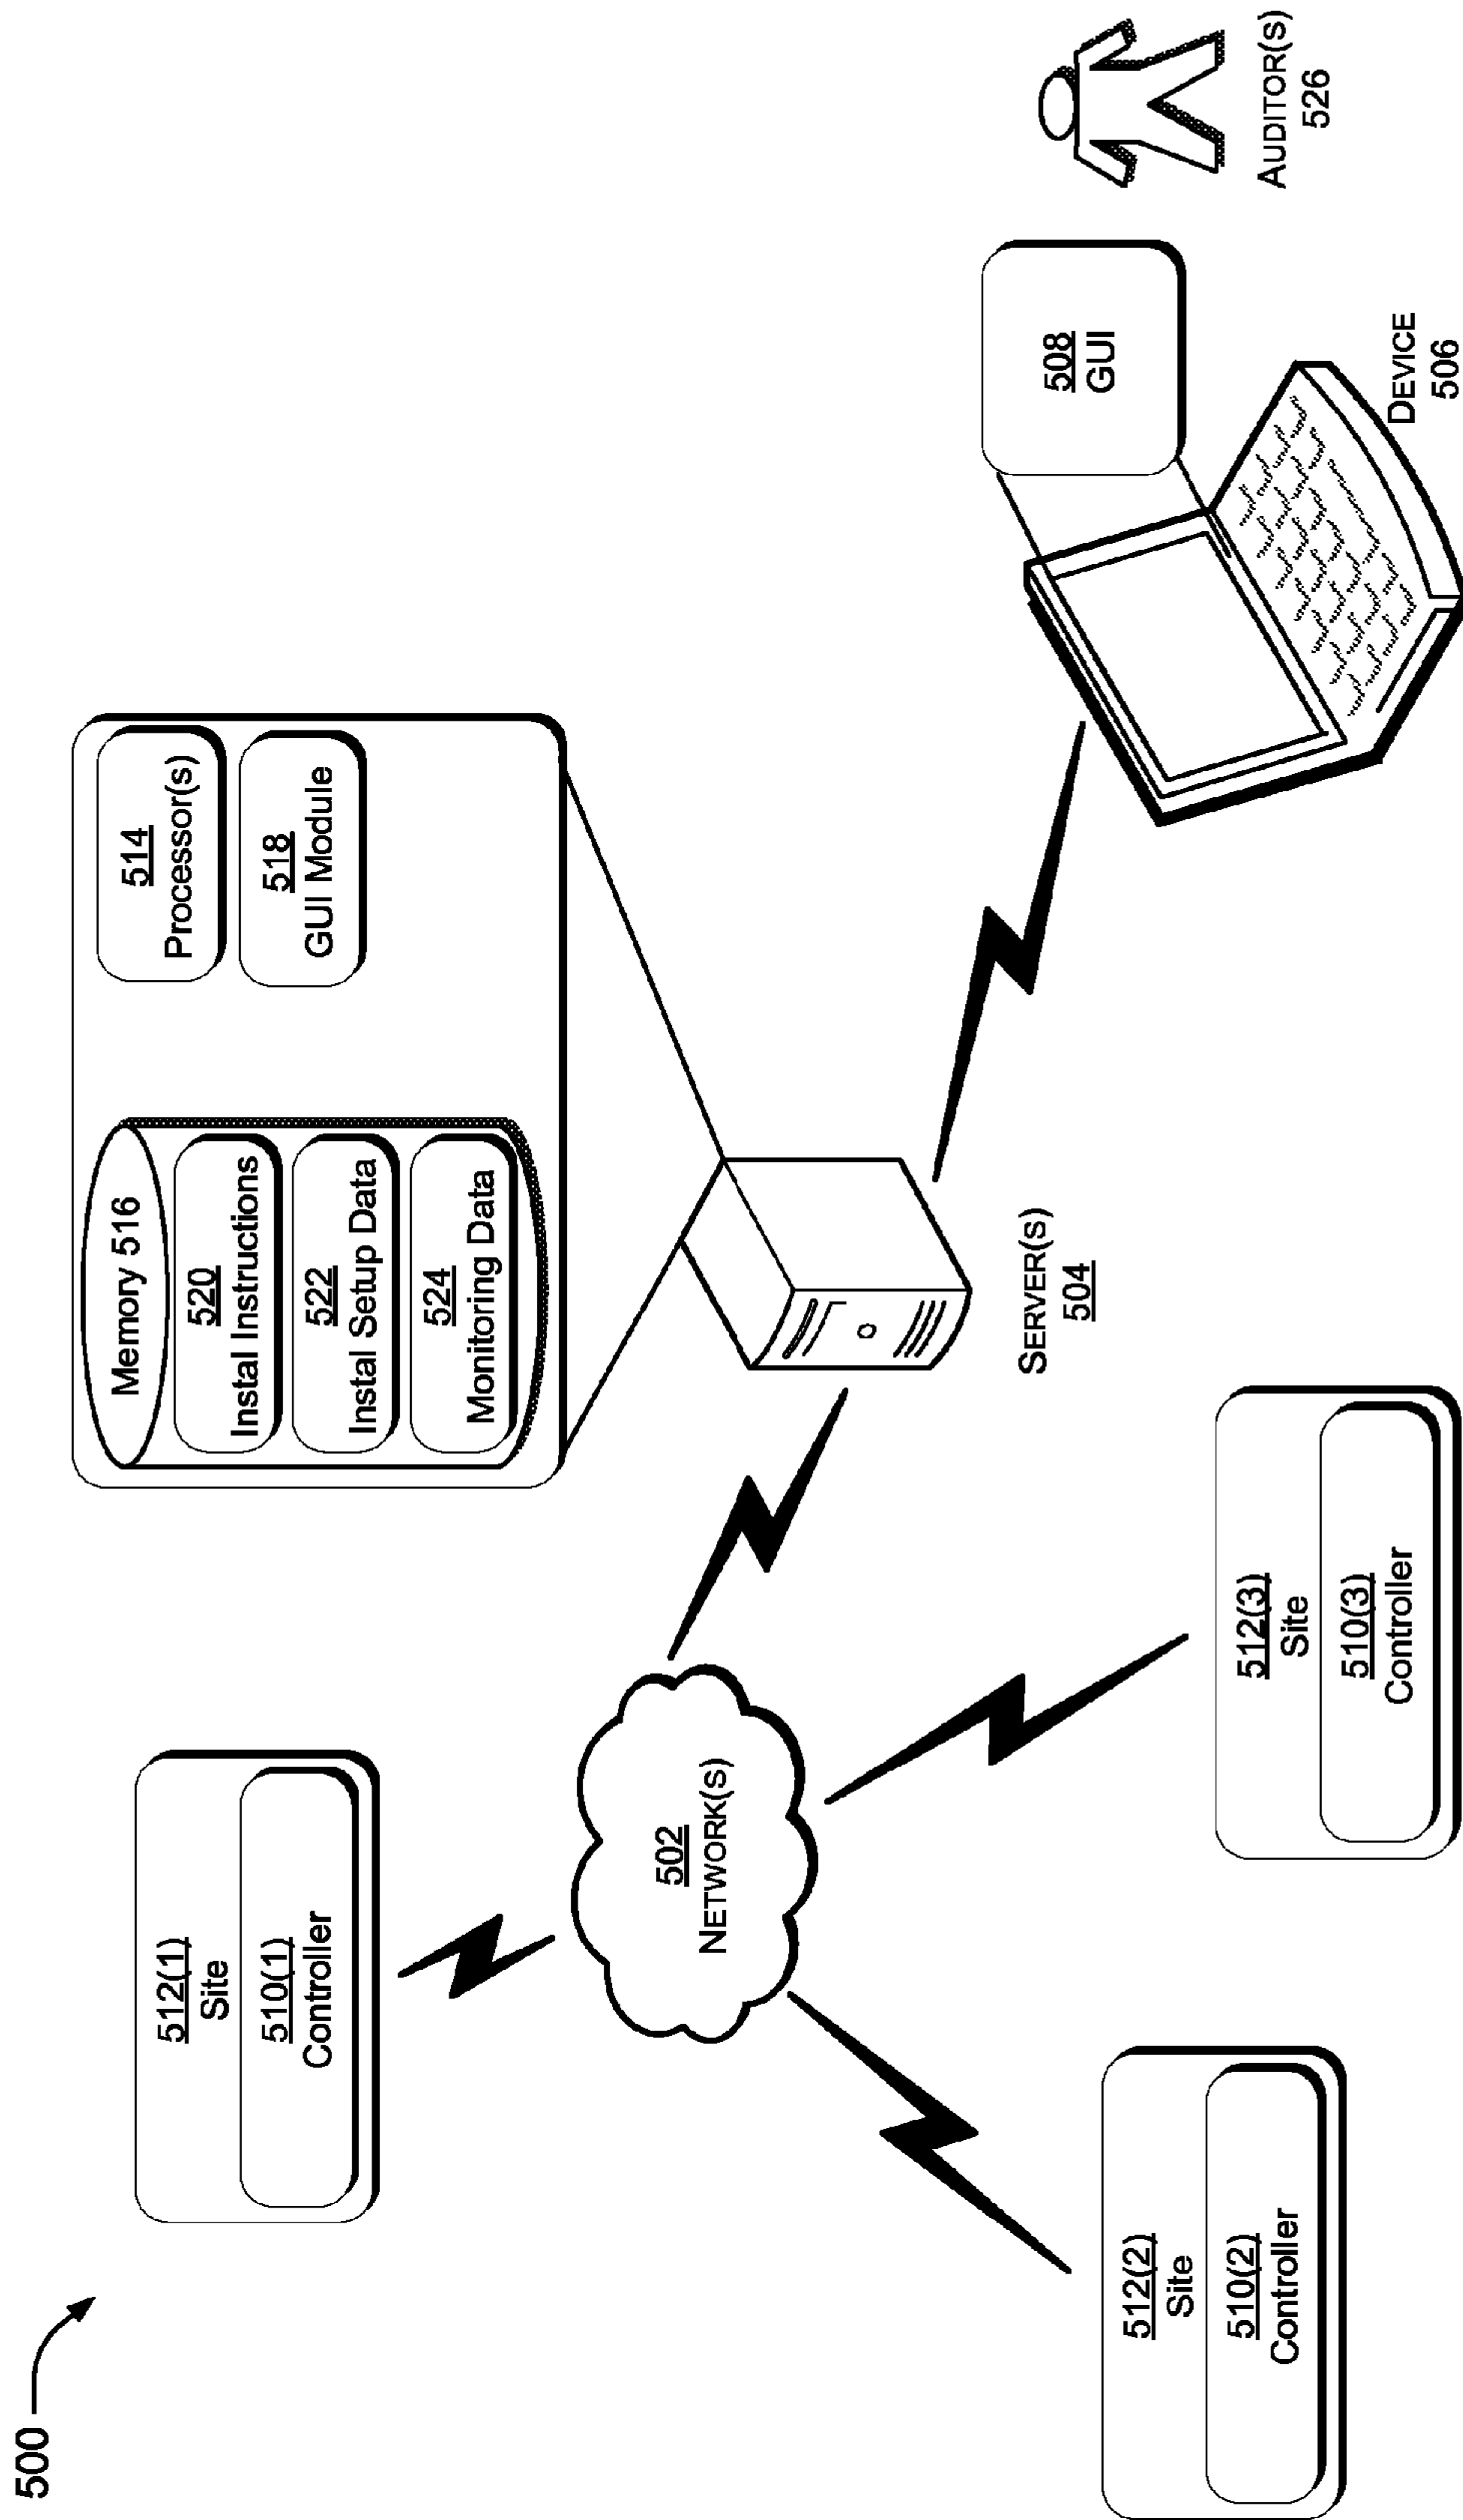 500
512(1)
Site
510(1)
Controller
512(2)
Site
510(2)
Controller
502
NETWORK(S)
512(3)
Site
510(3)
Controller
Memory 516
520
Instal Instructions
522
Instal Setup Data
524
Monitoring Data
514
Processor(s)
518
GUI Module
SERVER(S)
504
508
GUI
DEVICE
506
AUDITOR(S)
526